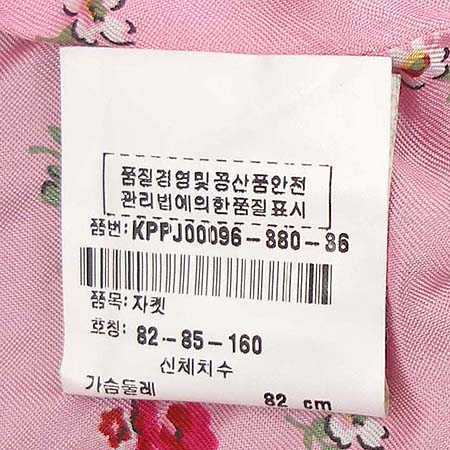 품질경영및공산품안전
관리법에의한품질표시
품번: KPPJ00096-380-36
품목: 자켓
호칭: 82-85-160
신체치수
가슴둘레 82 cm